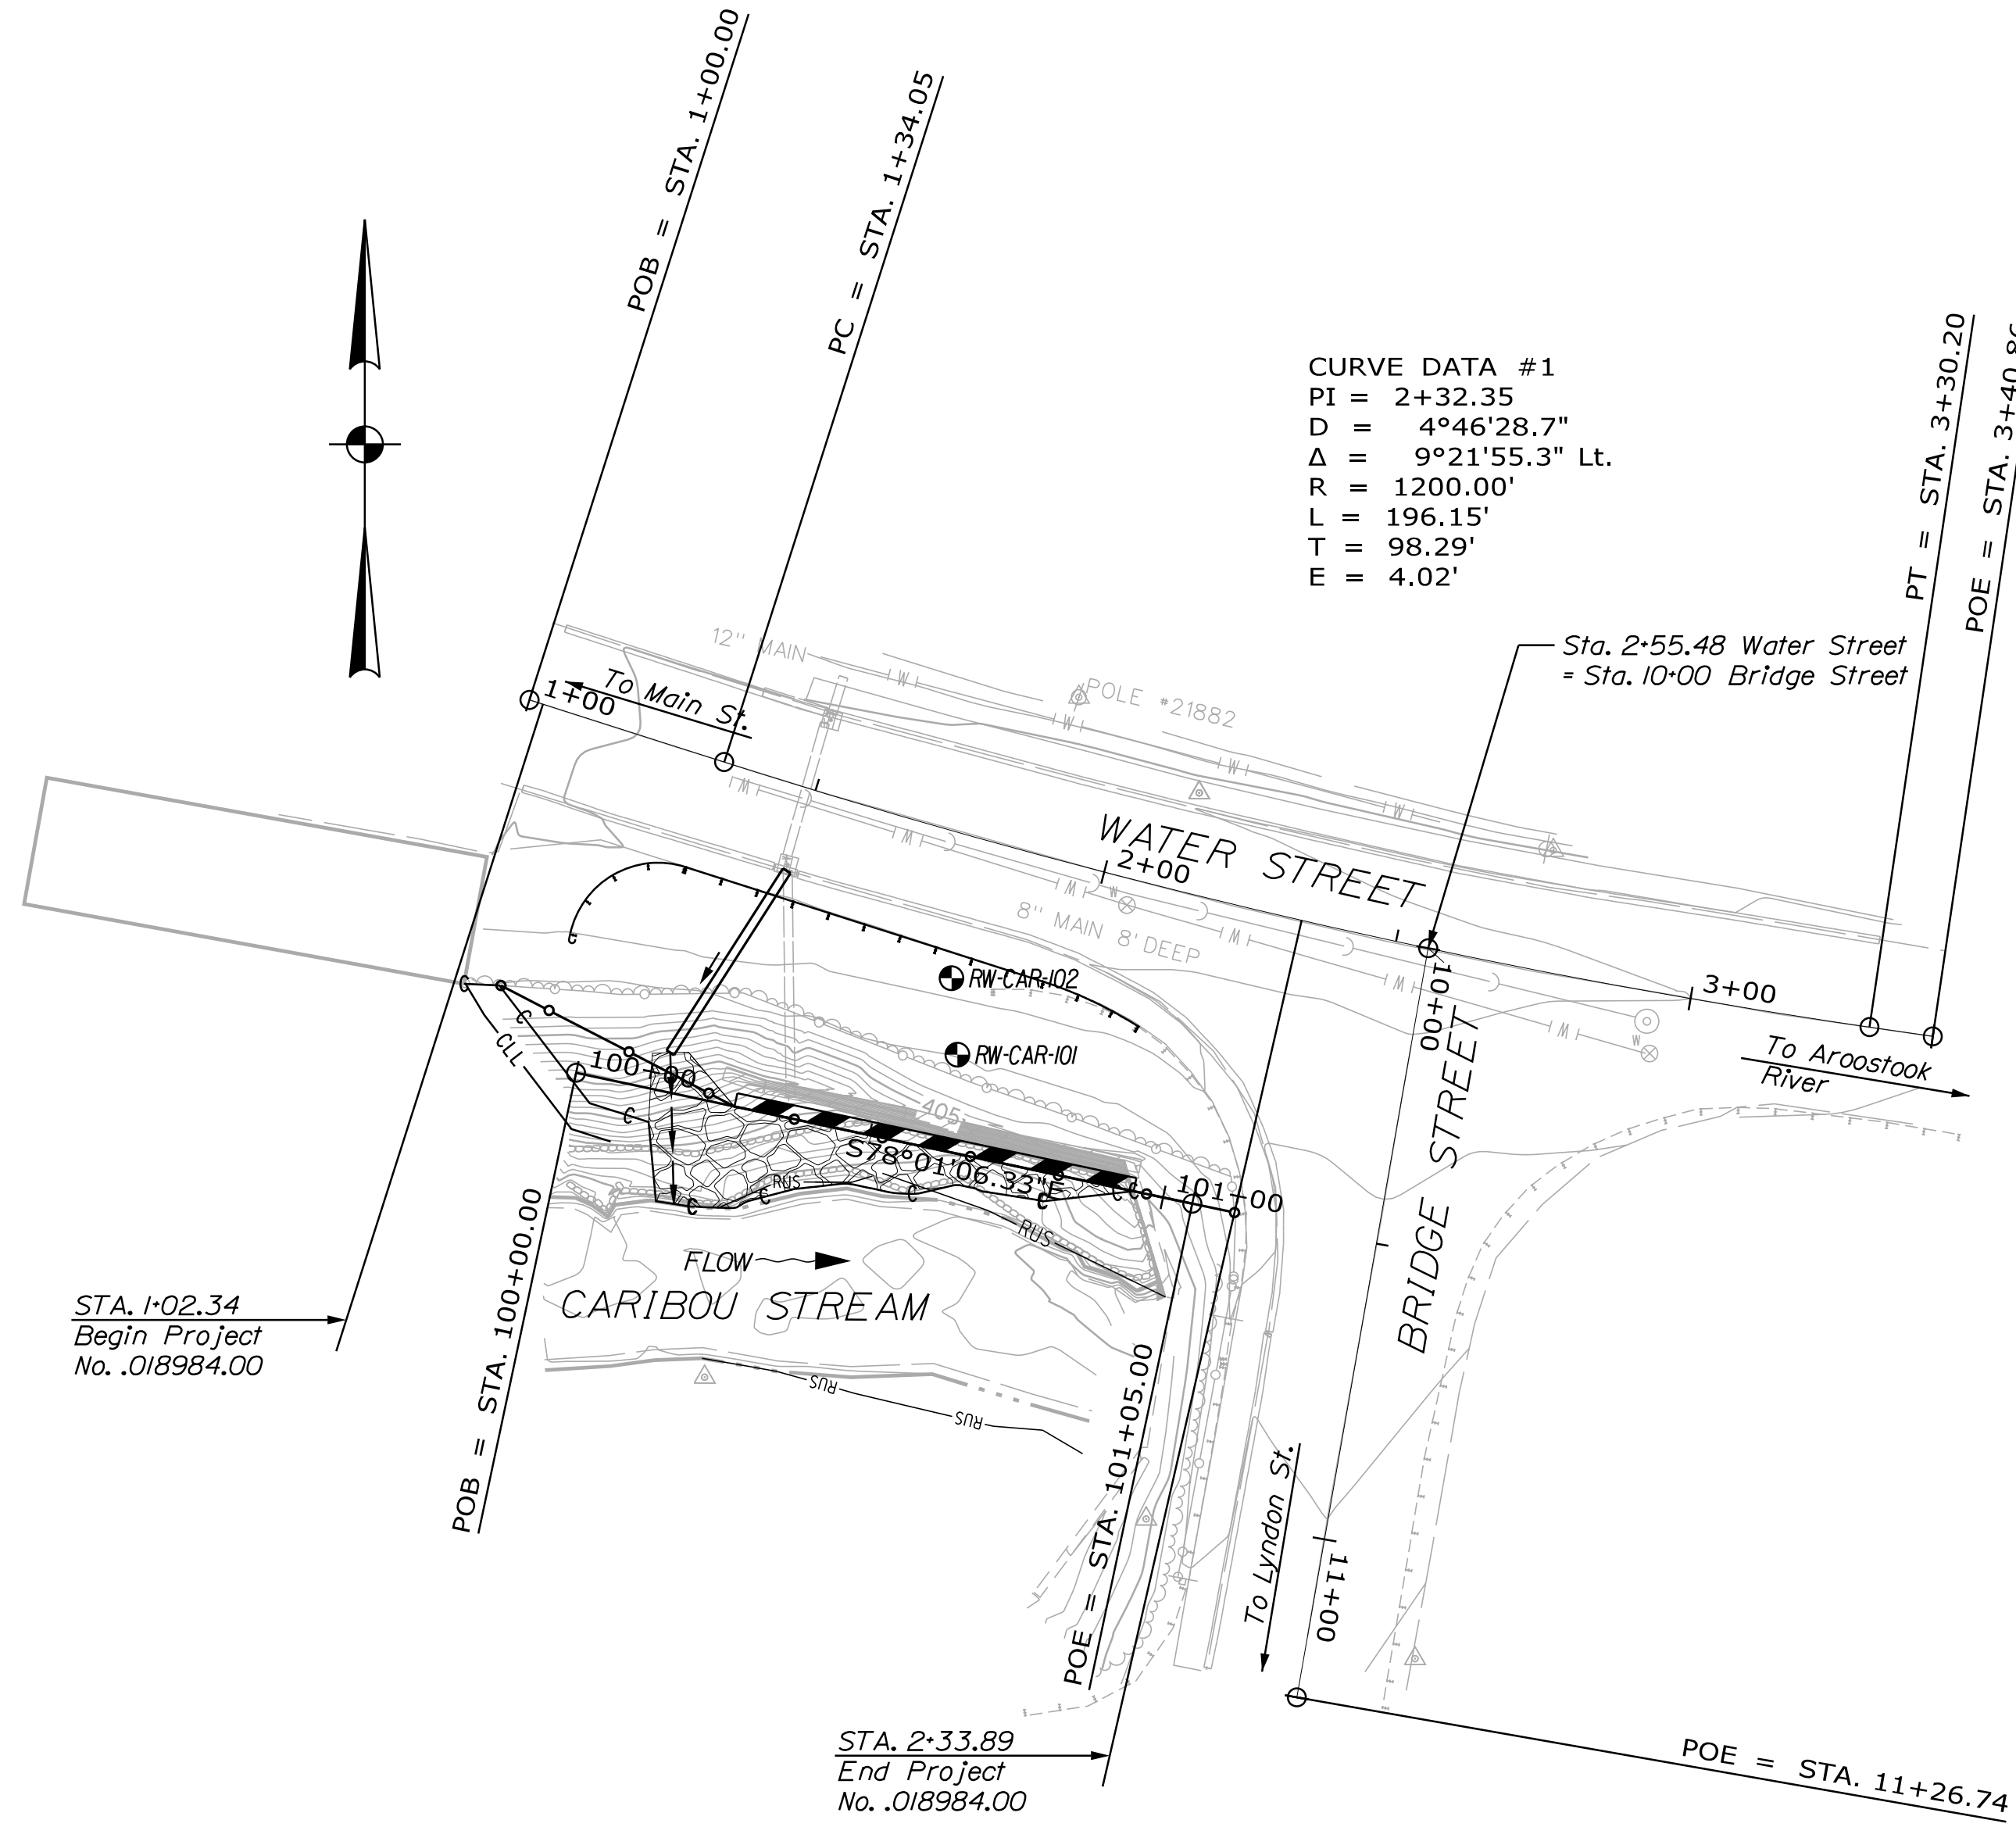 POB = STA. 1+00.00
PC = STA. 1+34.05
CURVE DATA #1
PI = 2+32.35
D = 4°46'28.7"
Δ = 9°21'55.3" Lt.
R = 1200.00'
L = 196.15'
T = 98.29'
E = 4.02'
PT = STA. 3+30.20
POE = STA. 3+40.86
Sta. 2+55.48 Water Street
= Sta. 10+00 Bridge Street
12'' MAIN
W
POLE #21882
W
W
W
1+00
To Main St.
WATER STREET
2+00
8'' MAIN 8' DEEP
W
W
W
W
W
W
W
W
3+00
10+00
RW-CAR-102
RW-CAR-101
To Aroostook
River
CLL
100+00
405
S78°01'06.33"E
101+00
RUS
RUS
BRIDGE STREET
FLOW
CARIBOU STREAM
RUS
RUS
STA. 1+02.34
Begin Project
No. .018984.00
POB = STA. 100+00.00
POE = STA. 101+05.00
To Lyndon St.
11+00
STA. 2+33.89
End Project
No. .018984.00
POE = STA. 11+26.74